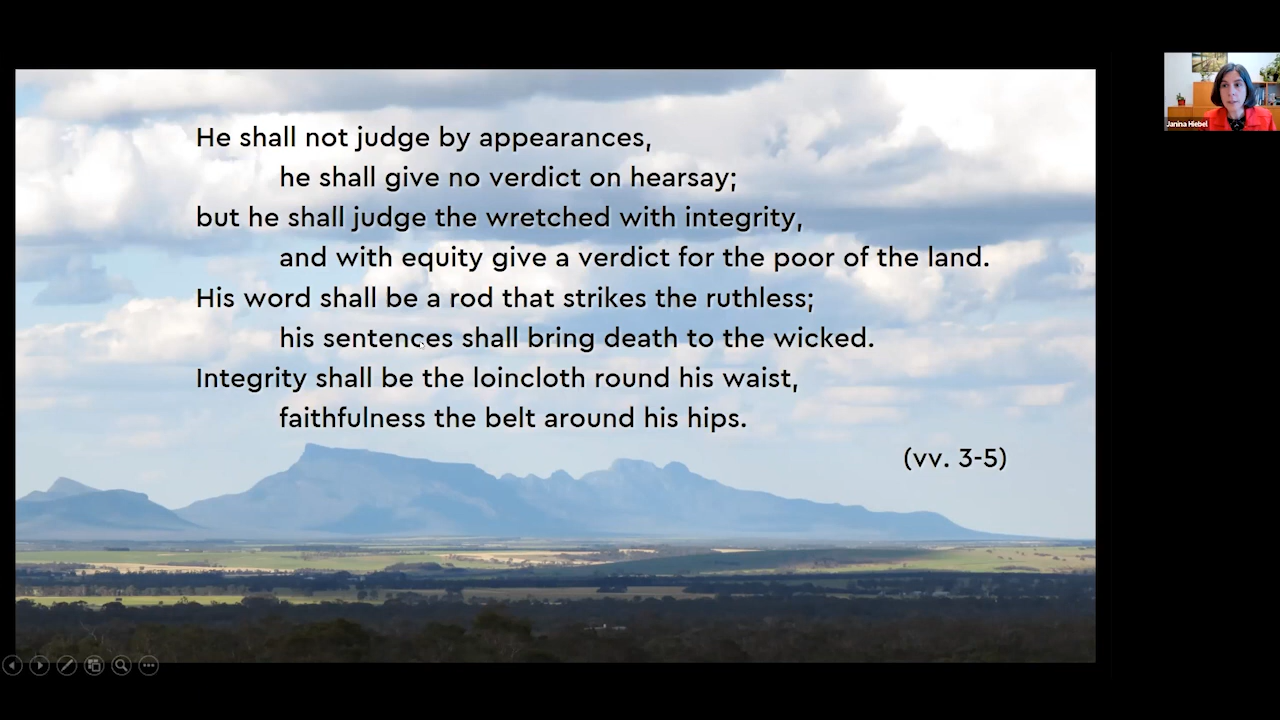 He shall not judge by appearances,
he shall give no verdict on hearsay;
but he shall judge the wretched with integrity,
and with equity give a verdict for the poor of the land.
His word shall be a rod that strikes the ruthless;
his sentences shall bring death to the wicked.
Integrity shall be the loincloth round his waist,
faithfulness the belt around his hips.
(vv. 3-5)
Janina Hiebel